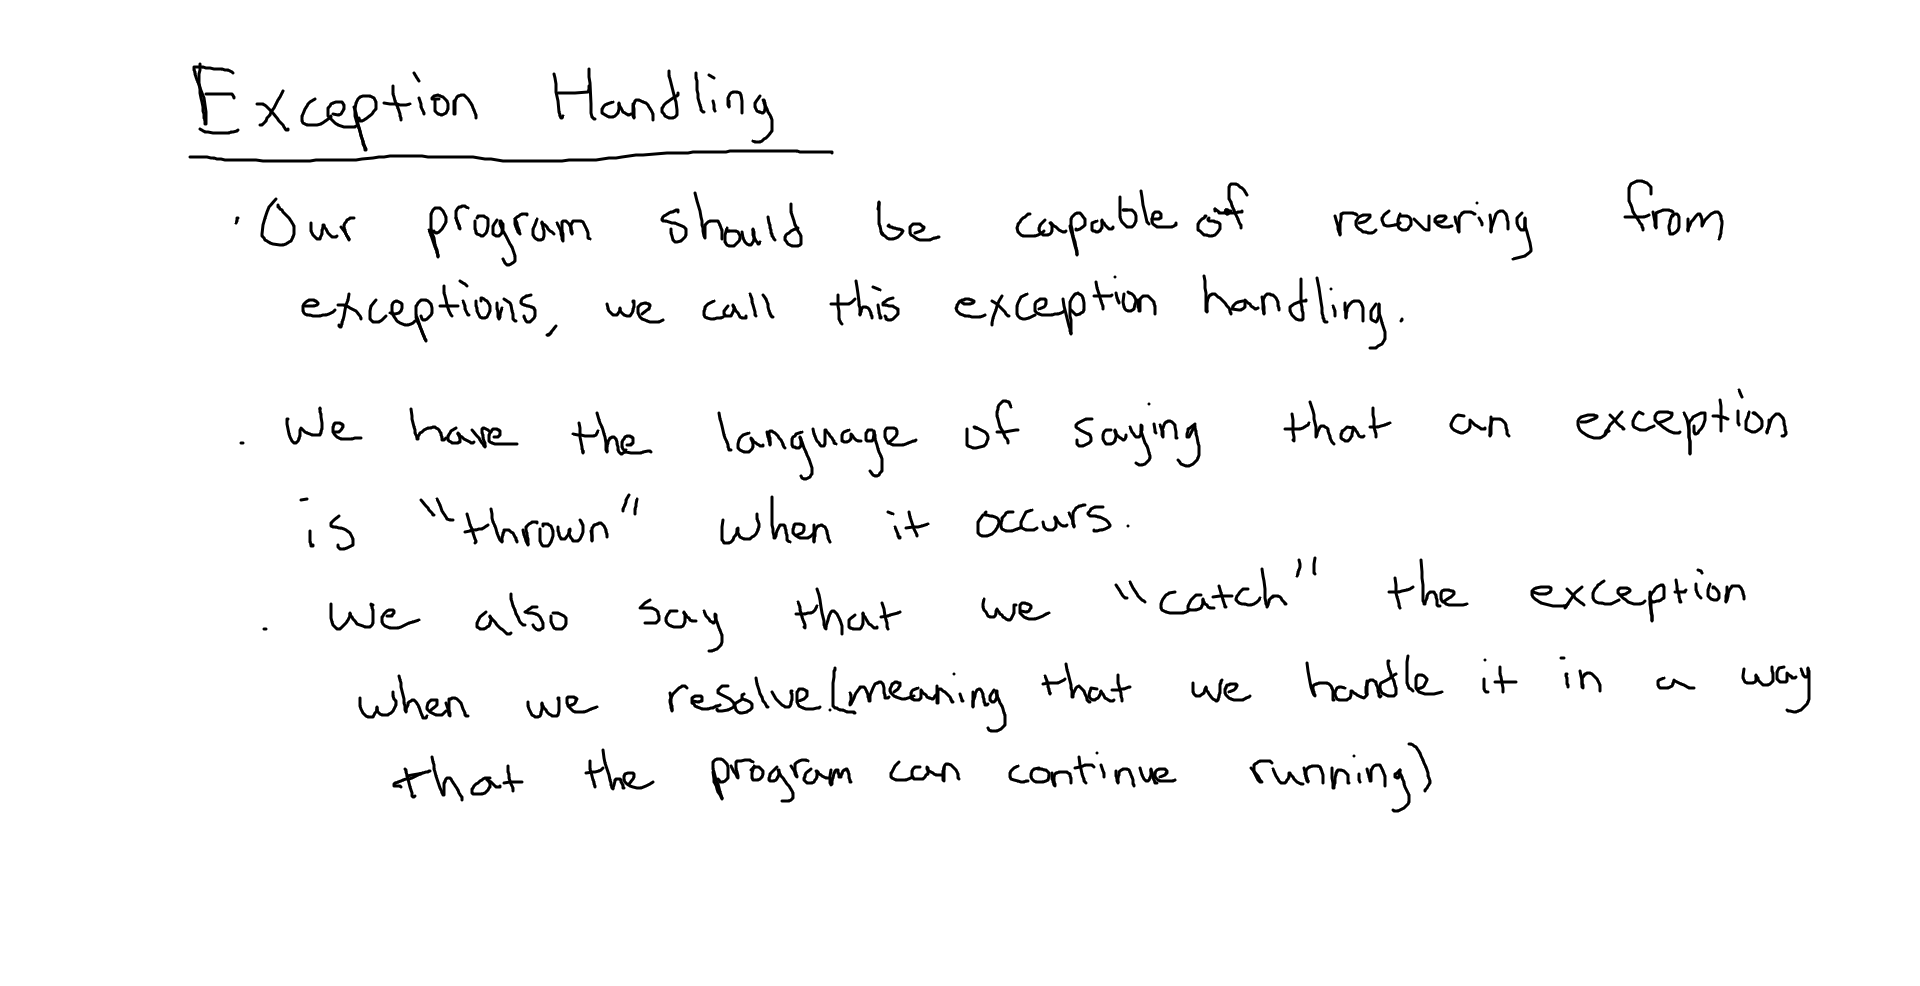 Exception Handling
· Our program should be capable of recovering from
exceptions, we call this exception handling.
· We have the language of saying that an exception
is "thrown" when it occurs.
· We also say that we "catch" the exception
when we resolve (meaning that we handle it in a way
that the program can continue running)